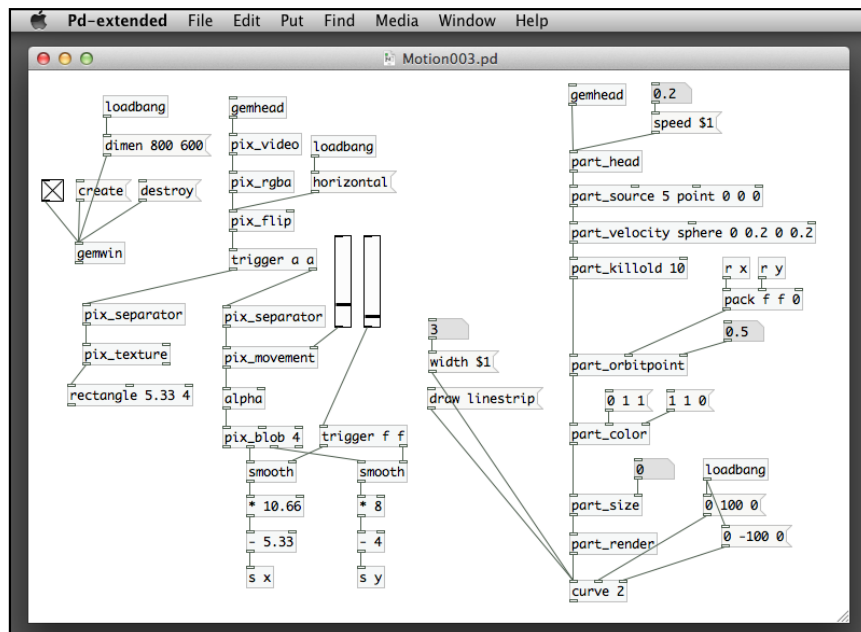 Pd-extended File Edit Put Find Media Window Help
Motion003.pd
loadbang
dimen 800 600
create
destroy
gemwin
gemhead
pix_video
loadbang
pix_rgba
horizontal
pix_flip
trigger a a
pix_separator
pix_texture
rectangle 5.33 4
pix_separator
pix_movement
alpha
pix_blob 4
trigger f f
smooth
smooth
* 10.66
* 8
- 5.33
- 4
s x
s y
3
width $1
draw linestrip
gemhead
0.2
speed $1
part_head
part_source 5 point 0 0 0
part_velocity sphere 0 0.2 0 0.2
part_killold 10
r x
r y
pack f f 0
0.5
part_orbitpoint
0 1 1
1 1 0
part_color
0
loadbang
part_size
0 100 0
0 -100 0
part_render
curve 2